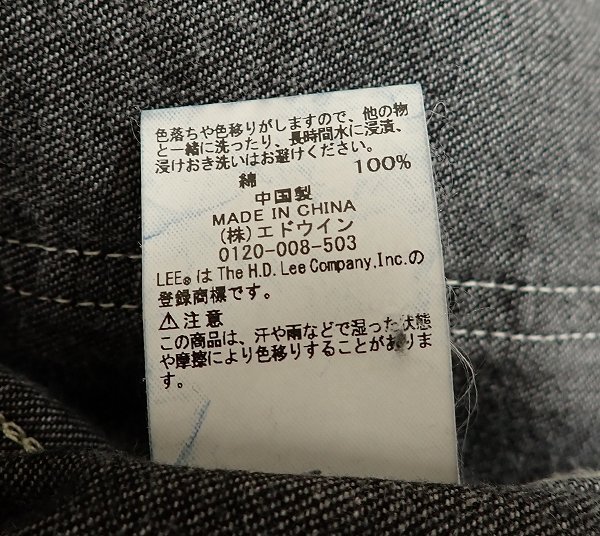 色落ちや色移りがしますので、他の物
と一緒に洗ったり、長時間水に浸漬、
浸けおき洗いはお避けください。
綿 100%
中国製
MADE IN CHINA
(株)エドウイン
0120-008-503
LEE® は The H.D. Lee Company, Inc. の
登録商標です。
⚠注意
この商品は、汗や雨などで湿った状態
や摩擦により色移りすることがありま
す。